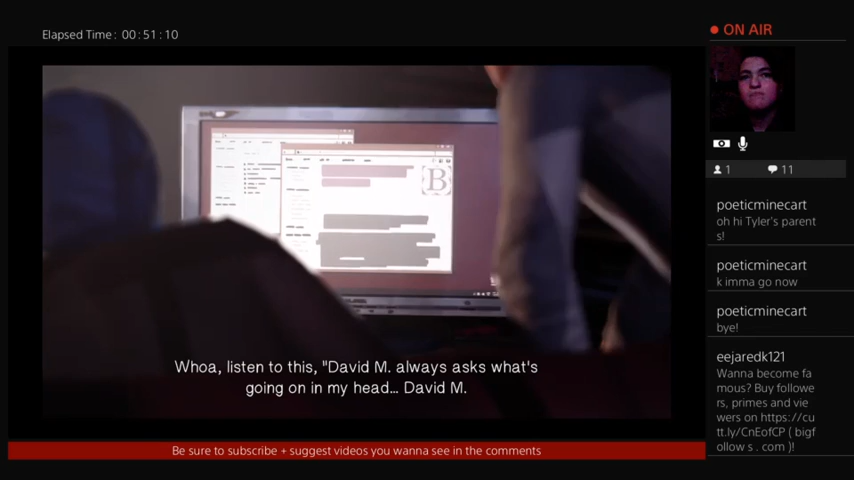 Elapsed Time: 00:51:10
ON AIR
1
11
poeticminecart
oh hi Tyler's parent
s!
poeticminecart
k imma go now
poeticminecart
bye!
eejaredk121
Wanna become fa
mous? Buy followe
rs, primes and vie
wers on https://cu
tt.ly/CnEofCP ( bigf
ollow s . com )!
B
Whoa, listen to this, "David M. always asks what's
going on in my head... David M.
Be sure to subscribe + suggest videos you wanna see in the comments